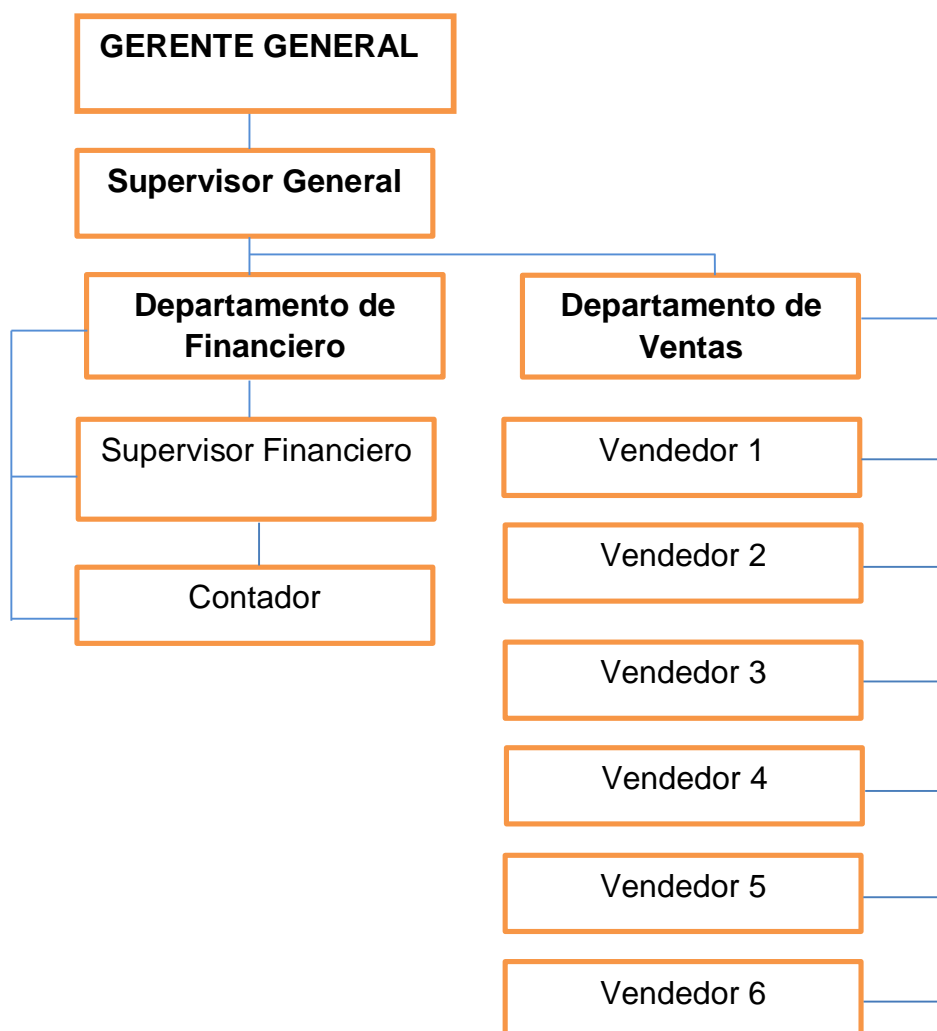 GERENTE GENERAL
Supervisor General
Departamento de
Financiero
Departamento de
Ventas
Supervisor Financiero
Contador
Vendedor 1
Vendedor 2
Vendedor 3
Vendedor 4
Vendedor 5
Vendedor 6